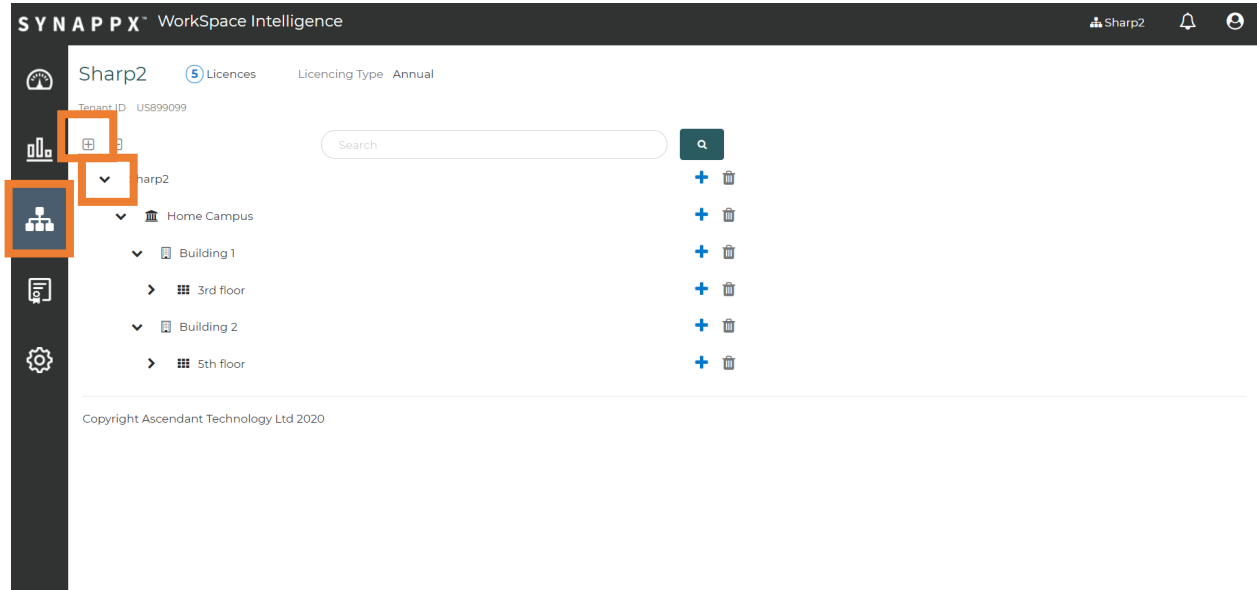 SYNAPPX™ WorkSpace Intelligence Sharp2
Sharp2 5 Licences Licencing Type Annual
Tenant ID US899099
Search
harp2
Home Campus
Building 1
3rd floor
Building 2
5th floor
Copyright Ascendant Technology Ltd 2020